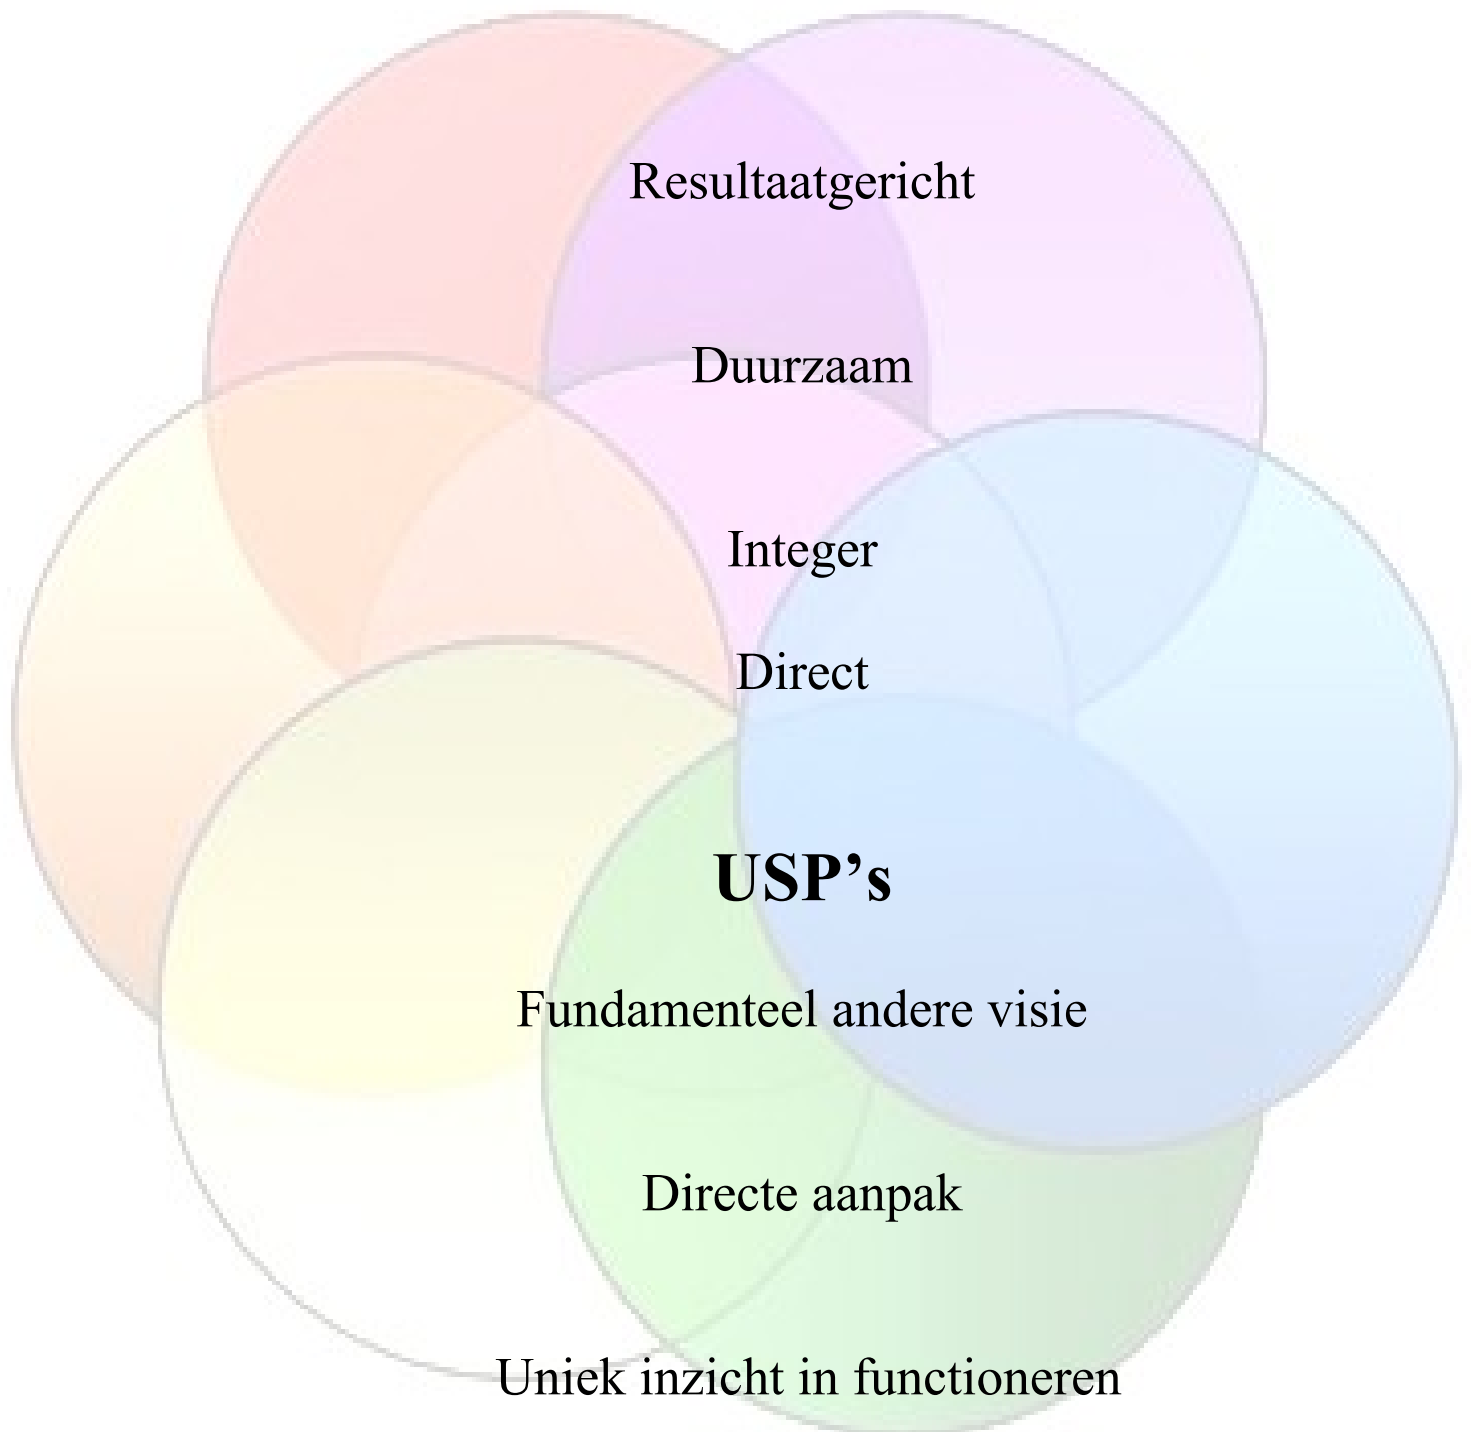 Resultaatgericht
Duurzaam
Integer
Direct
USP’s
Fundamenteel andere visie
Directe aanpak
Uniek inzicht in functioneren